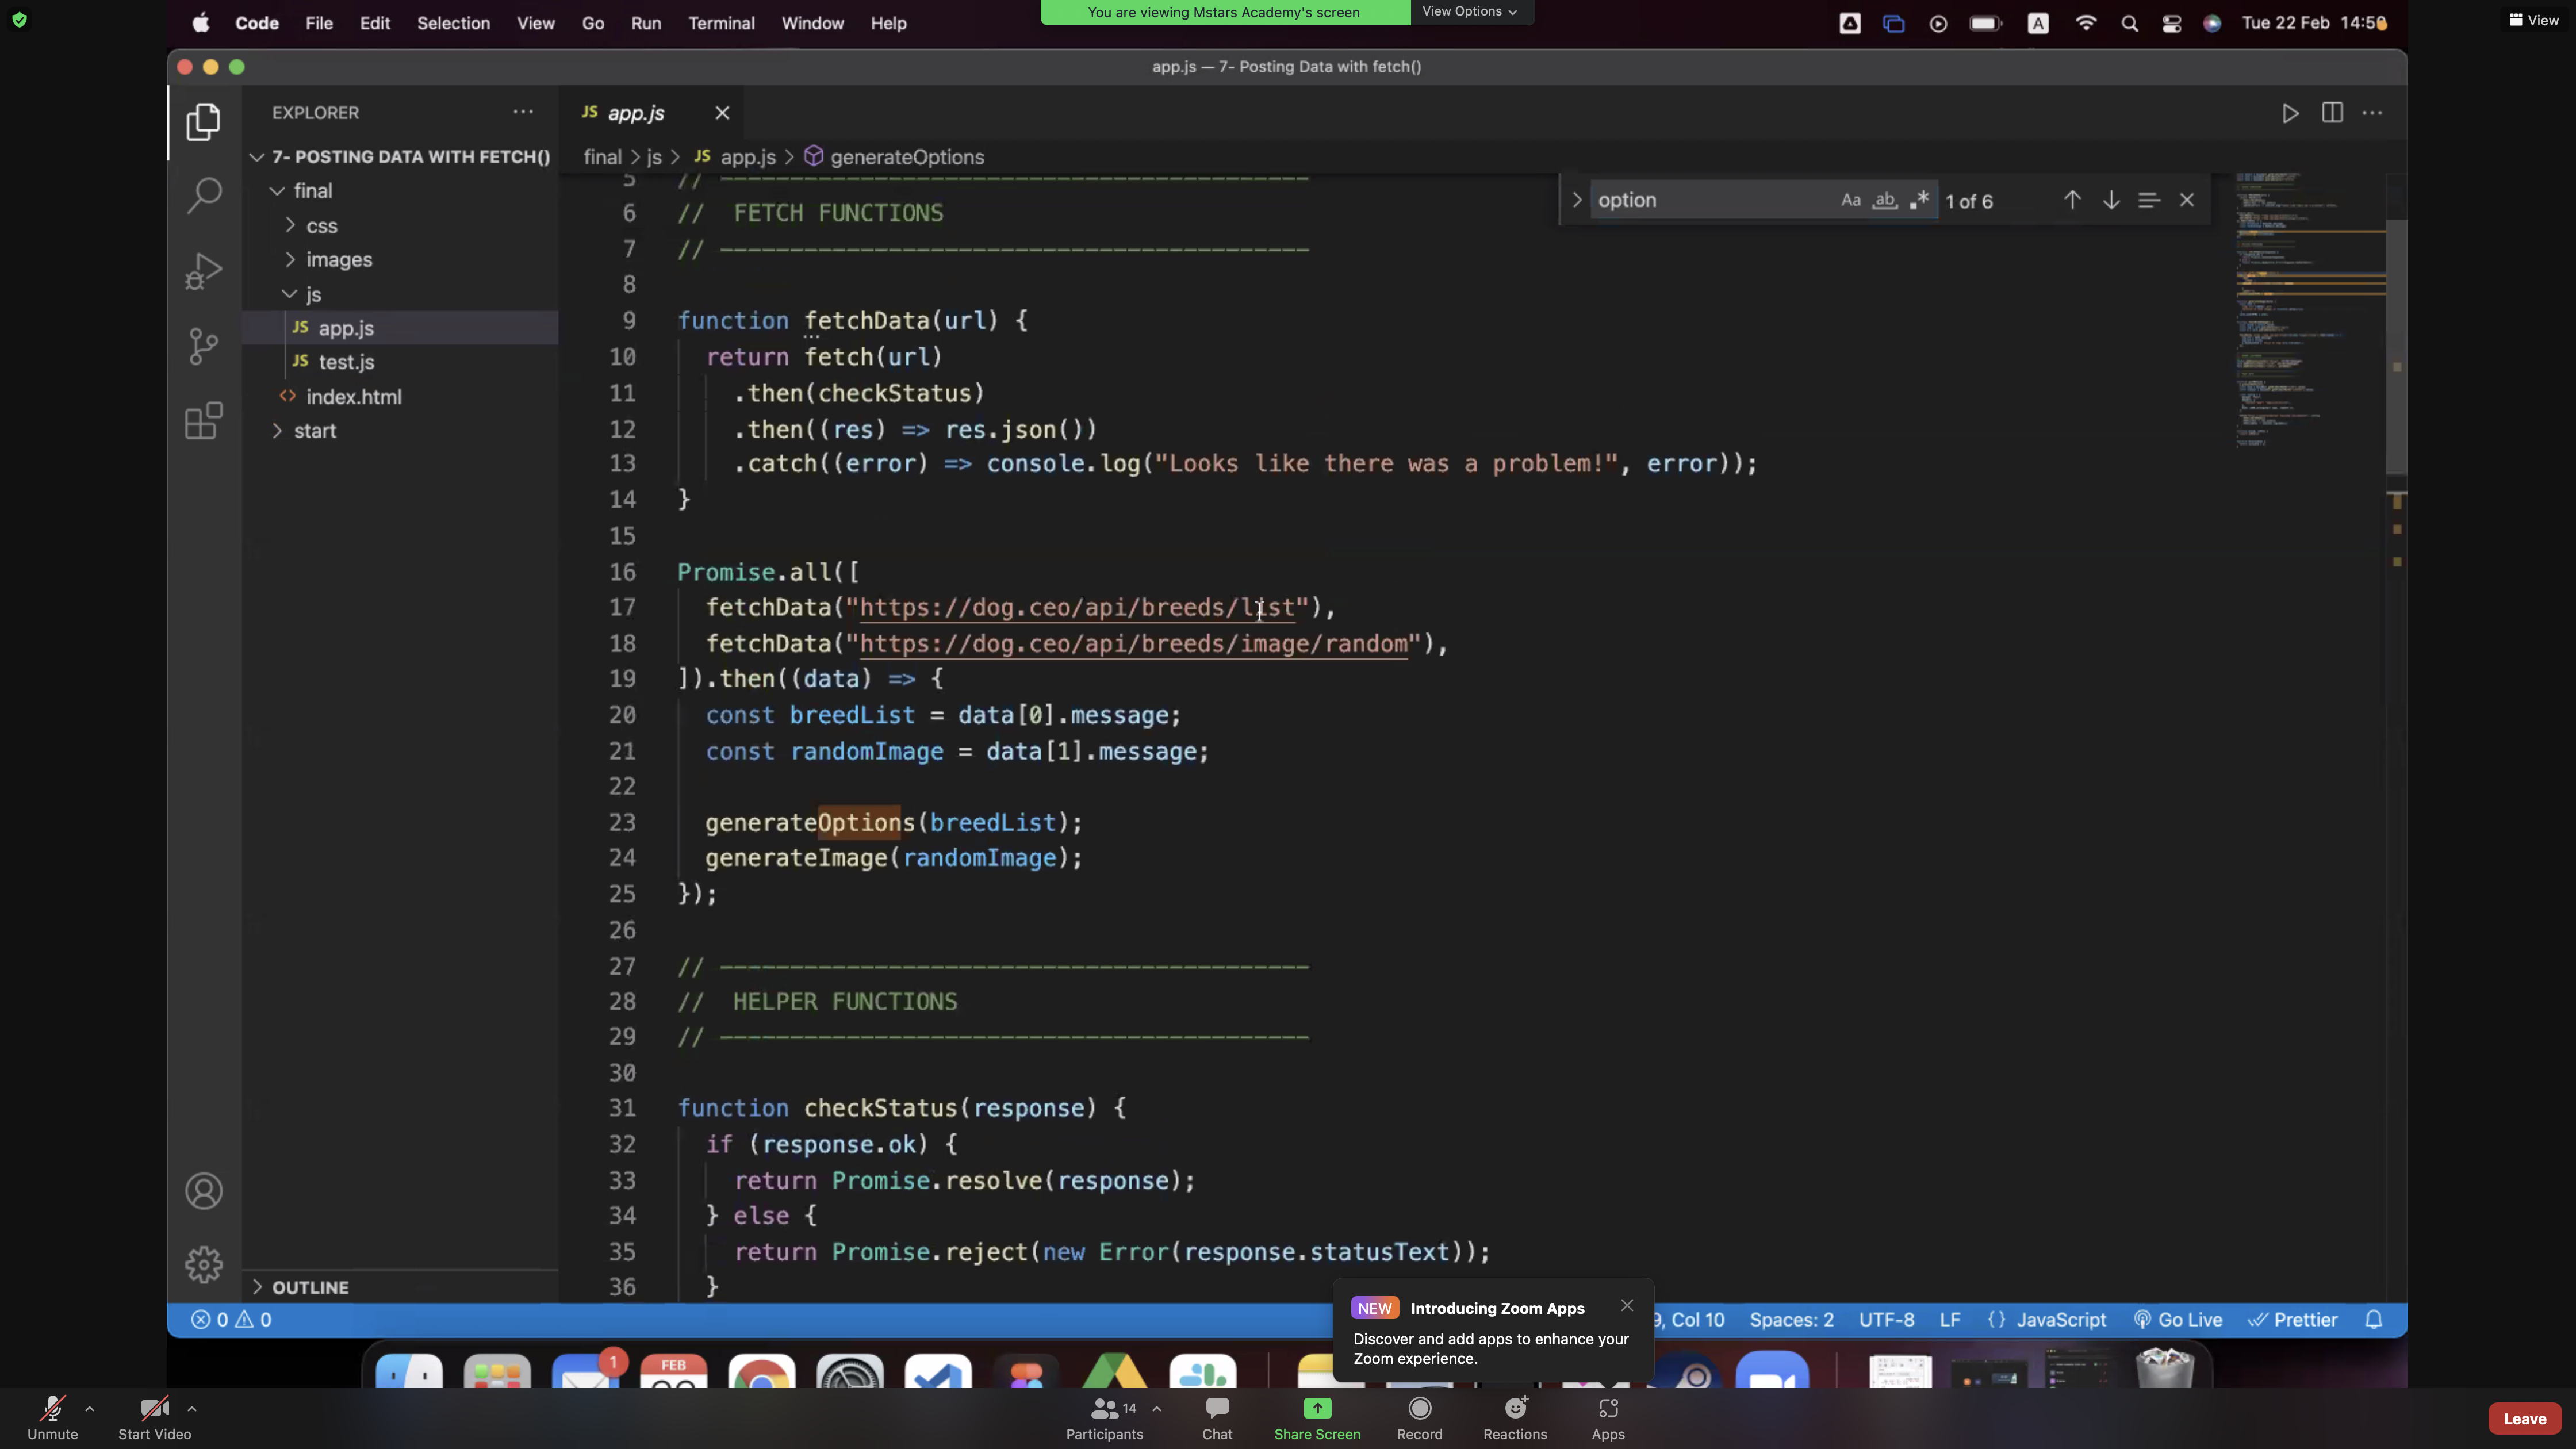 Code File Edit Selection View Go Run Terminal Window Help
You are viewing Mstars Academy's screen
View Options
A
Tue 22 Feb 14:58
View
app.js — 7- Posting Data with fetch()
EXPLORER
JS app.js
7- POSTING DATA WITH FETCH()
final > js > JS app.js > generateOptions
final
css
images
js
JS app.js
JS test.js
<> index.html
start
option
Aa ab .* 1 of 6
5 // ------------------------------------------
6 // FETCH FUNCTIONS
7 // ------------------------------------------
8
9 function fetchData(url) {
10 return fetch(url)
11 .then(checkStatus)
12 .then((res) => res.json())
13 .catch((error) => console.log("Looks like there was a problem!", error));
14 }
15
16 Promise.all([
17 fetchData("https://dog.ceo/api/breeds/list"),
18 fetchData("https://dog.ceo/api/breeds/image/random"),
19 ]).then((data) => {
20 const breedList = data[0].message;
21 const randomImage = data[1].message;
22
23 generateOptions(breedList);
24 generateImage(randomImage);
25 });
26
27 // ------------------------------------------
28 // HELPER FUNCTIONS
29 // ------------------------------------------
30
31 function checkStatus(response) {
32 if (response.ok) {
33 return Promise.resolve(response);
34 } else {
35 return Promise.reject(new Error(response.statusText));
36 }
OUTLINE
0 0
9, Col 10 Spaces: 2 UTF-8 LF {} JavaScript Go Live Prettier
NEW Introducing Zoom Apps
Discover and add apps to enhance your
Zoom experience.
1
FEB
Unmute
Start Video
14
Participants
Chat
Share Screen
Record
Reactions
Apps
Leave